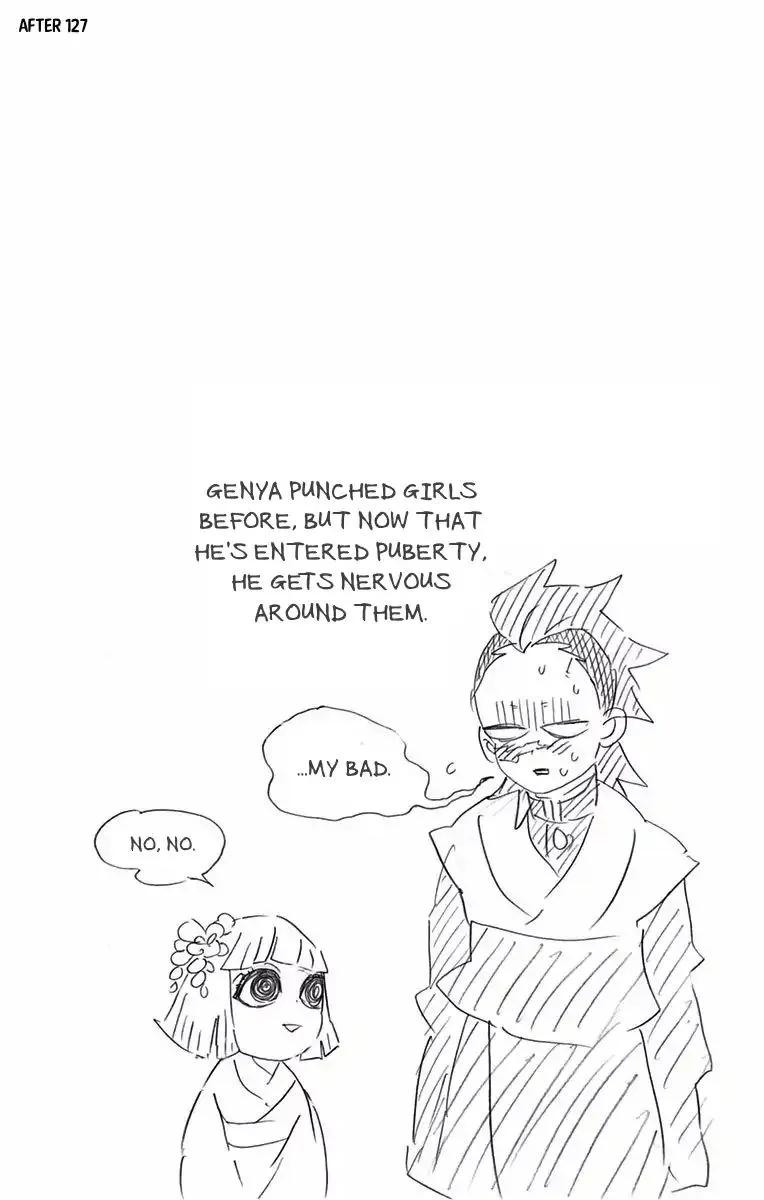 AFTER 127
GENYA PUNCHED GIRLS
BEFORE, BUT NOW THAT
HE'S ENTERED PUBERTY,
HE GETS NERVOUS
AROUND THEM.
...MY BAD.
NO, NO.